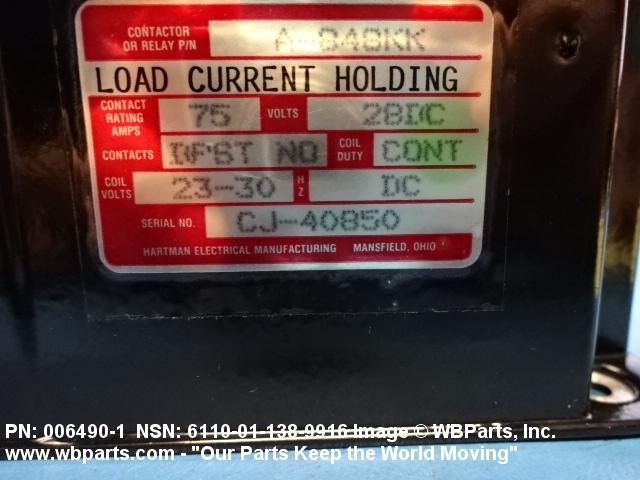 CONTACTOR
OR RELAY P/N A-848KK
LOAD CURRENT HOLDING
CONTACT
RATING
AMPS 75 VOLTS 28DC
CONTACTS DPST NO COIL
DUTY CONT
COIL
VOLTS 23-30 HZ DC
SERIAL NO. CJ-40850
HARTMAN ELECTRICAL MANUFACTURING MANSFIELD, OHIO
PN: 006490-1 NSN: 6110-01-138-9916 Image © WBParts, Inc.
www.wbparts.com - "Our Parts Keep the World Moving"